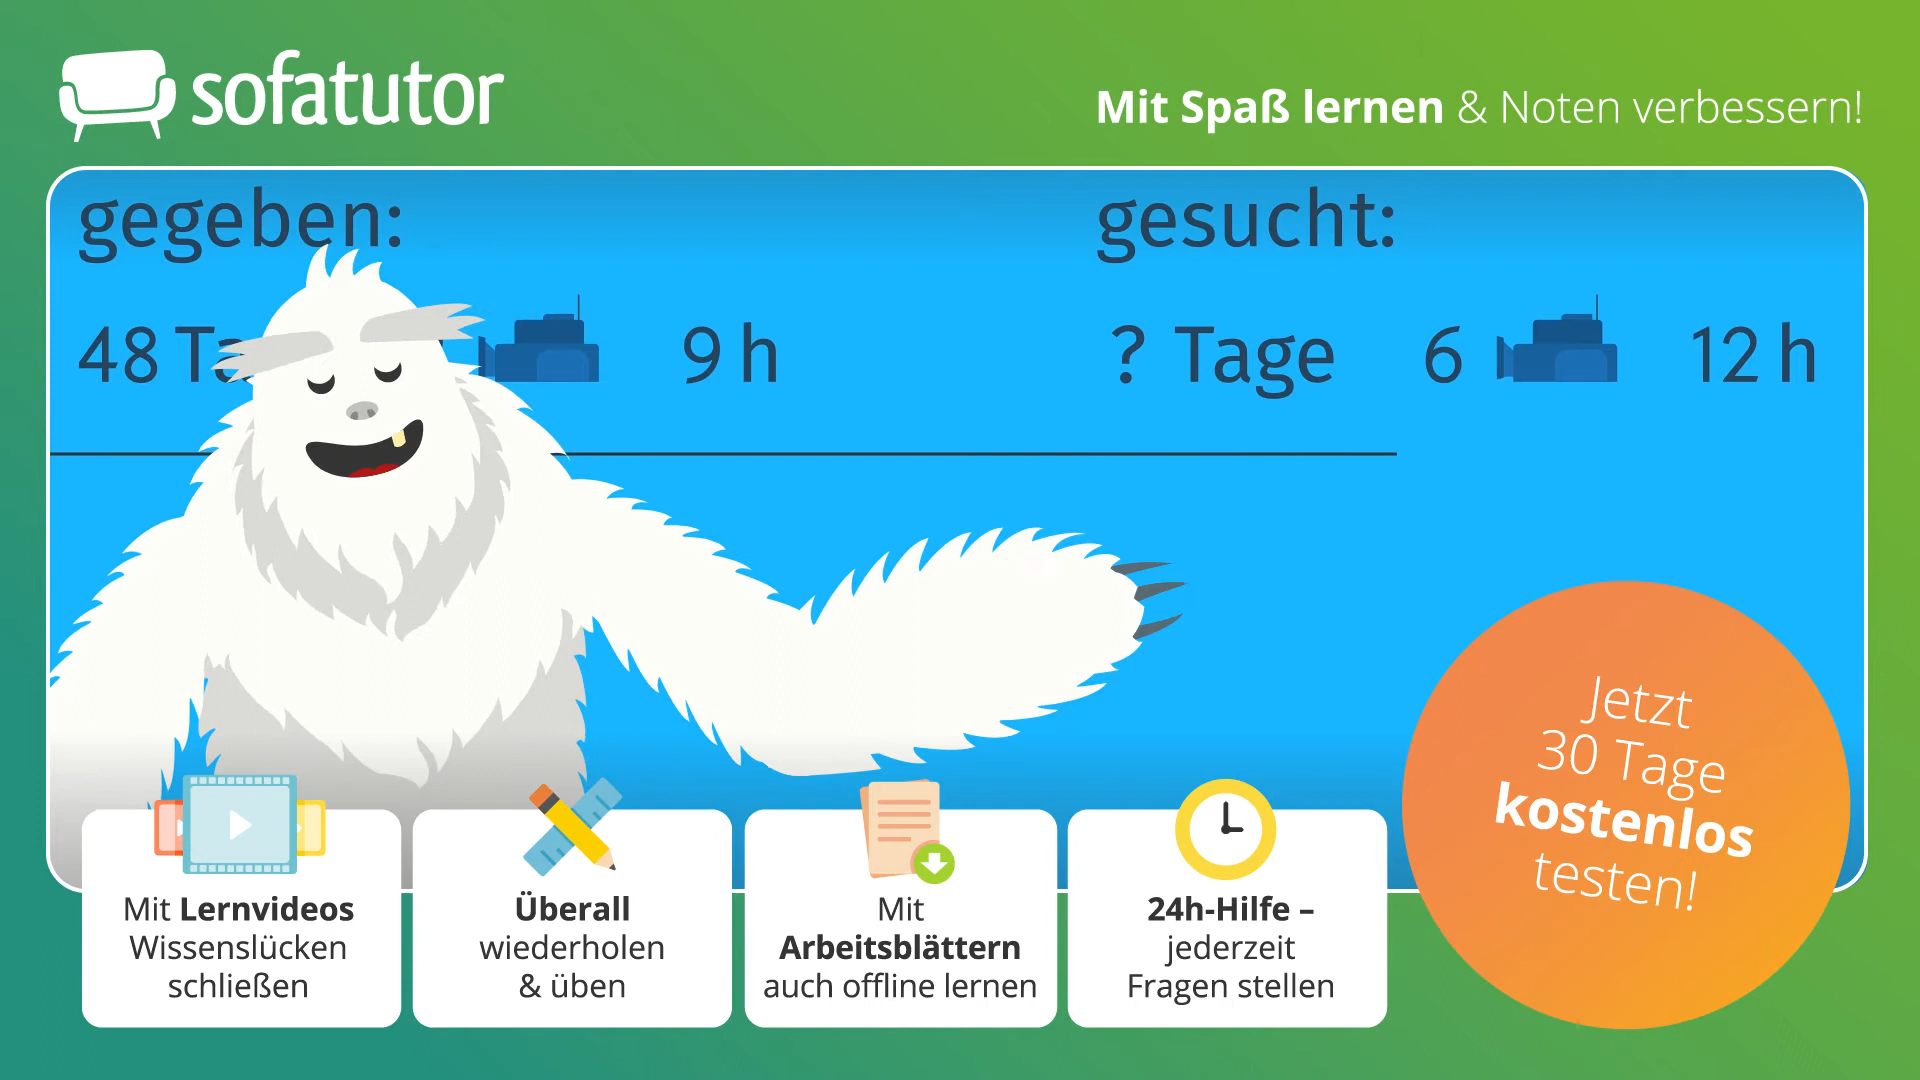 sofatutor
Mit Spaß lernen & Noten verbessern!
gegeben:
gesucht:
48 9 h
? Tage 6 12 h
Jetzt
30 Tage
kostenlos
testen!
Mit Lernvideos
Wissenslücken
schließen
Überall
wiederholen
& üben
Mit
Arbeitsblättern
auch offline lernen
24h-Hilfe –
jederzeit
Fragen stellen